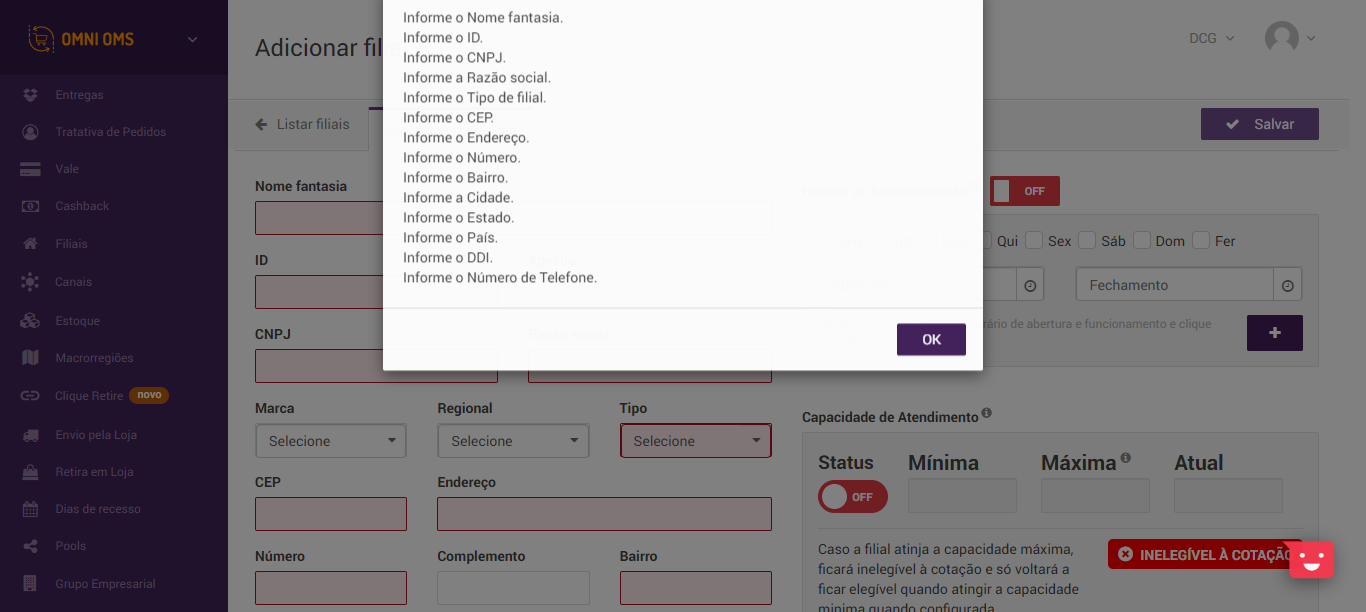 OMNI OMS
Entregas
Tratativa de Pedidos
Vale
Cashback
Filiais
Canais
Estoque
Macrorregiões
Clique Retire novo
Envio pela Loja
Retira em Loja
Dias de recesso
Pools
Grupo Empresarial
Adicionar fil
DCG
Listar filiais
Salvar
Informe o Nome fantasia.
Informe o ID.
Informe o CNPJ.
Informe a Razão social.
Informe o Tipo de filial.
Informe o CEP.
Informe o Endereço.
Informe o Número.
Informe o Bairro.
Informe a Cidade.
Informe o Estado.
Informe o País.
Informe o DDI.
Informe o Número de Telefone.
OK
Nome fantasia
ID
CNPJ
Marca Regional Tipo
Selecione Selecione Selecione
CEP Endereço
Número Complemento Bairro
OFF
Qui Sex Sáb Dom Fer
Fechamento
rário de abertura e funcionamento e clique
+
Capacidade de Atendimento
Status Mínima Máxima Atual
OFF
Caso a filial atinja a capacidade máxima,
ficará inelegível à cotação e só voltará a
ficar elegível quando atingir a capacidade
minima quando configurada
INELEGÍVEL À COTAÇÃO